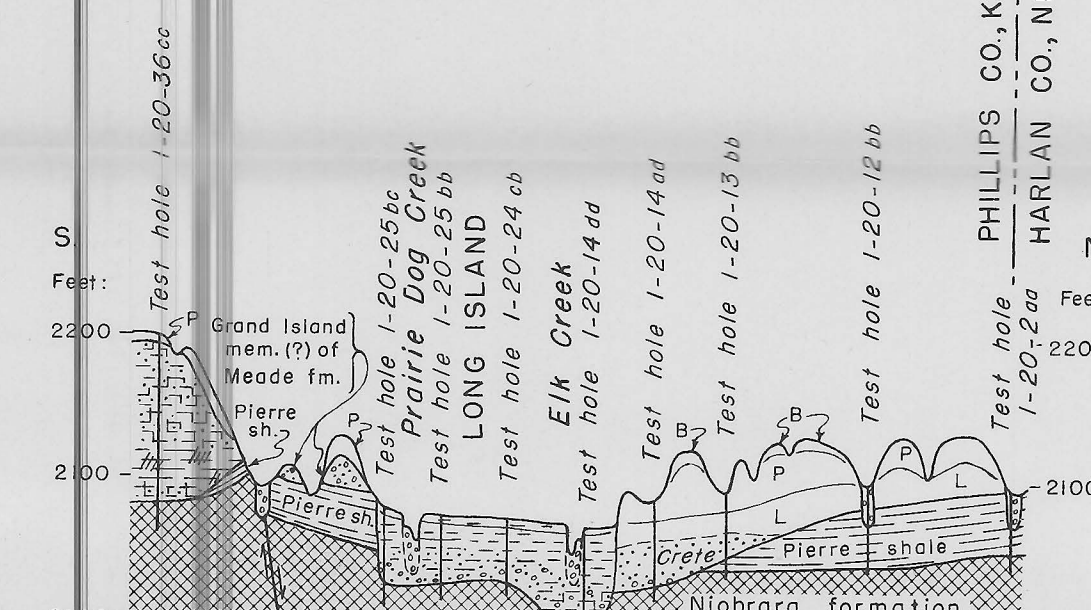 S.
Feet:
2200
2100
Test hole 1-20-36cc
P
Grand Island
mem. (?) of
Meade fm.
Pierre
sh.
P
Test hole 1-20-25bc
Prairie Dog Creek
Test hole 1-20-25bb
LONG ISLAND
Test hole 1-20-24cb
Elk Creek
Test hole 1-20-14dd
Test hole 1-20-14ad
Test hole 1-20-13bb
Test hole 1-20-12bb
PHILLIPS CO., K
HARLAN CO., N
Test hole
1-20-2aa
N
Fee
220
2100
B
B
P
P
L
L
Pierre sh.
Crete
Pierre shale
Niobrara formation